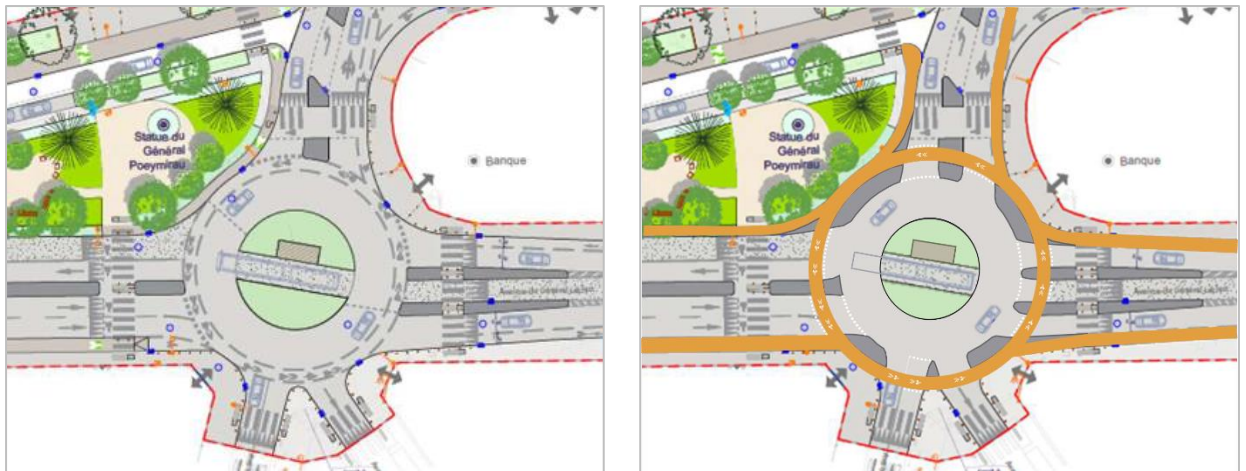 Statue du
Général
Poeymirau
Banque
Statue du
Général
Poeymirau
Banque